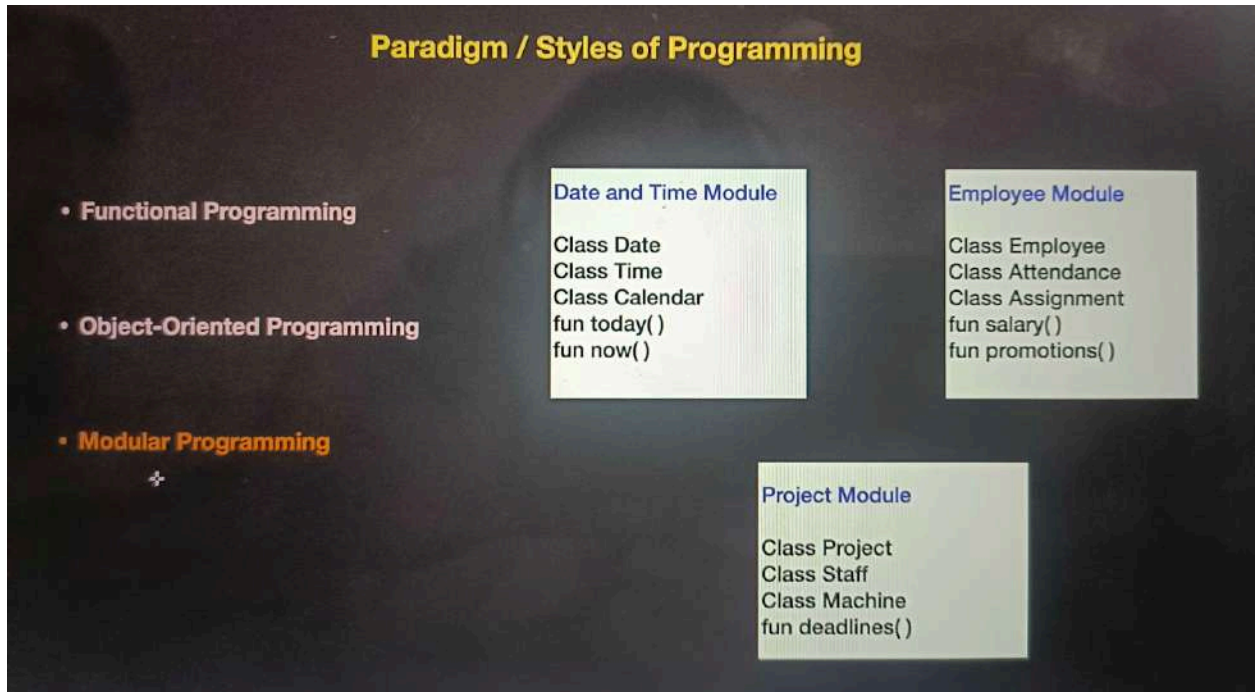 Paradigm / Styles of Programming
• Functional Programming
• Object-Oriented Programming
• Modular Programming
Date and Time Module
Class Date
Class Time
Class Calendar
fun today( )
fun now( )
Employee Module
Class Employee
Class Attendance
Class Assignment
fun salary( )
fun promotions( )
Project Module
Class Project
Class Staff
Class Machine
fun deadlines( )